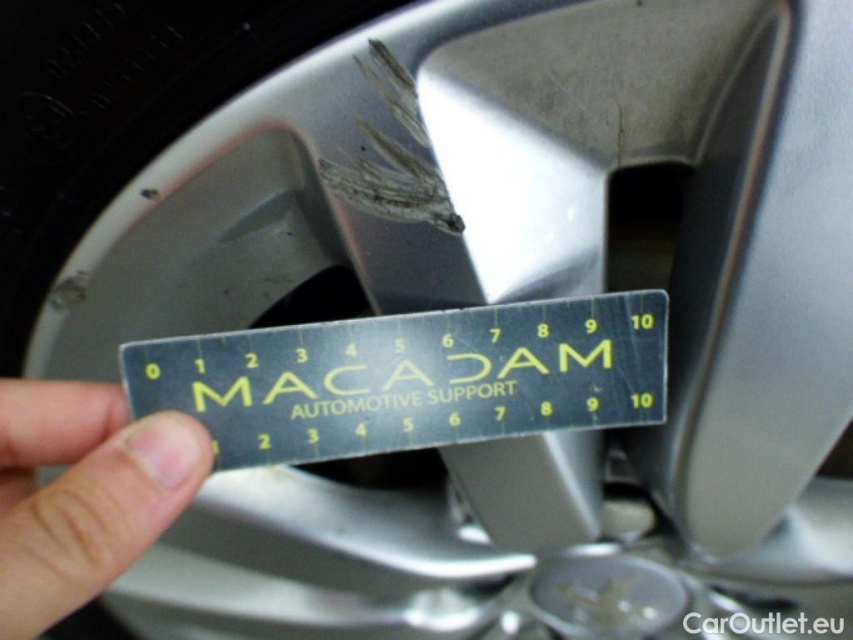 0 1 2 3 4 5 6 7 8 9 10
MACADAM
AUTOMOTIVE SUPPORT
2 3 4 5 6 7 8 9 10
CarOutlet.eu